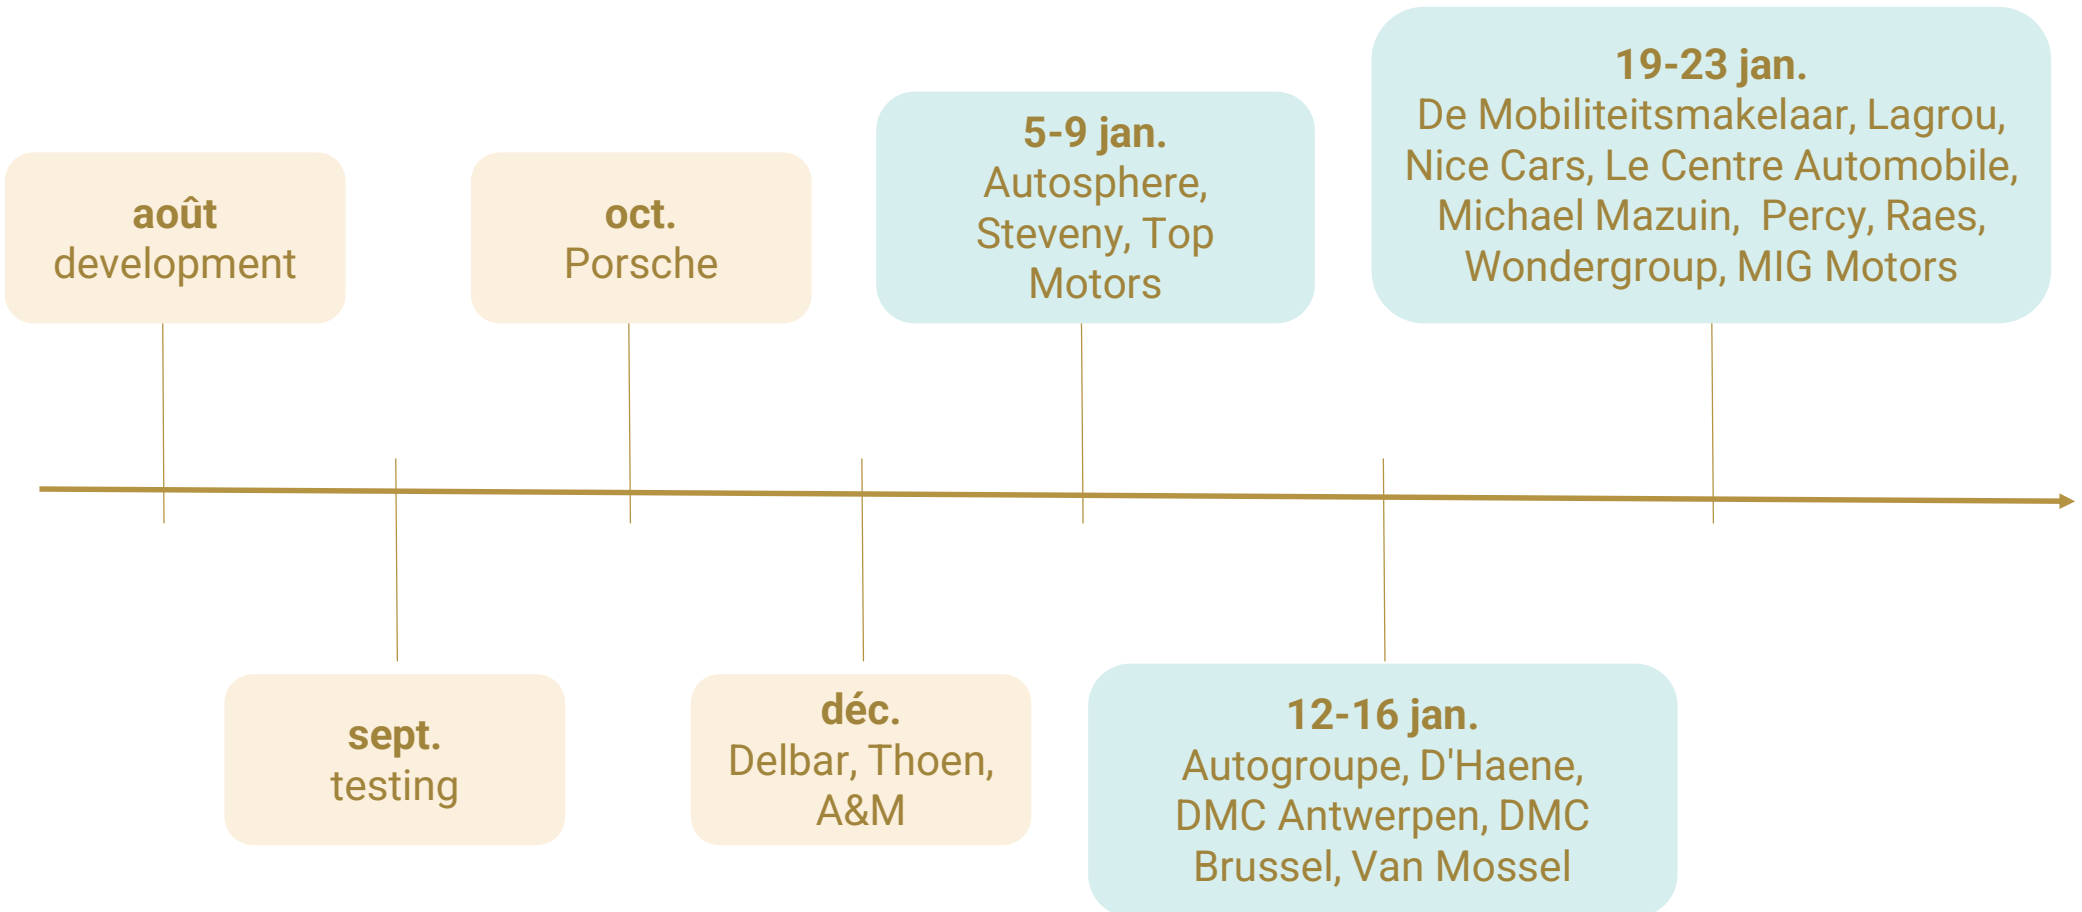 août
development
sept.
testing
oct.
Porsche
déc.
Delbar, Thoen,
A&M
5-9 jan.
Autosphere,
Steveny, Top
Motors
12-16 jan.
Autogroupe, D'Haene,
DMC Antwerpen, DMC
Brussel, Van Mossel
19-23 jan.
De Mobiliteitsmakelaar, Lagrou,
Nice Cars, Le Centre Automobile,
Michael Mazuin,  Percy, Raes,
Wondergroup, MIG Motors